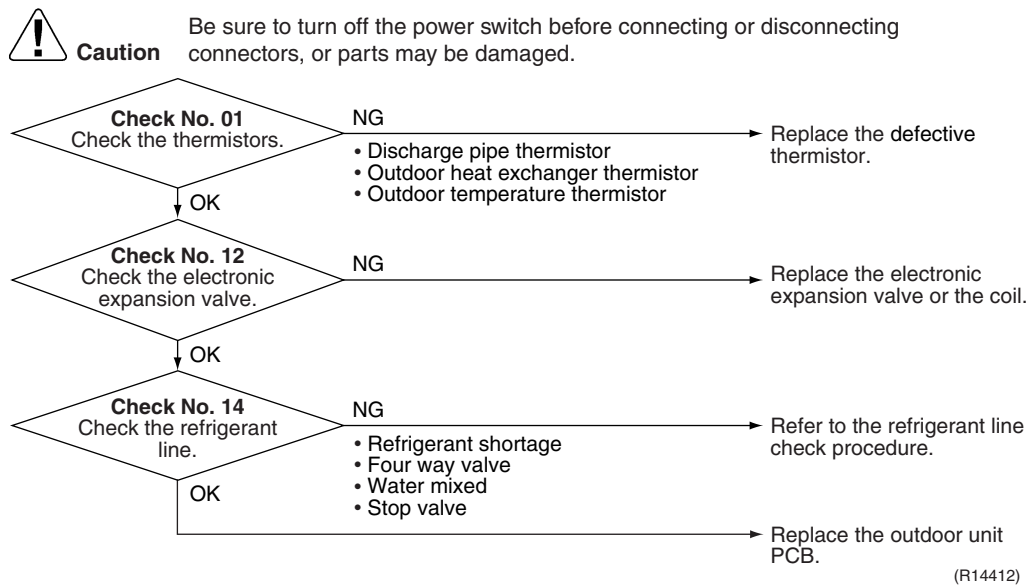 Be sure to turn off the power switch before connecting or disconnecting
Caution connectors, or parts may be damaged.
Check No. 01
Check the thermistors.
NG
• Discharge pipe thermistor
• Outdoor heat exchanger thermistor
• Outdoor temperature thermistor
Replace the defective
thermistor.
OK
Check No. 12
Check the electronic
expansion valve.
NG
Replace the electronic
expansion valve or the coil.
OK
Check No. 14
Check the refrigerant
line.
NG
• Refrigerant shortage
• Four way valve
• Water mixed
• Stop valve
Refer to the refrigerant line
check procedure.
OK
Replace the outdoor unit
PCB.
(R14412)